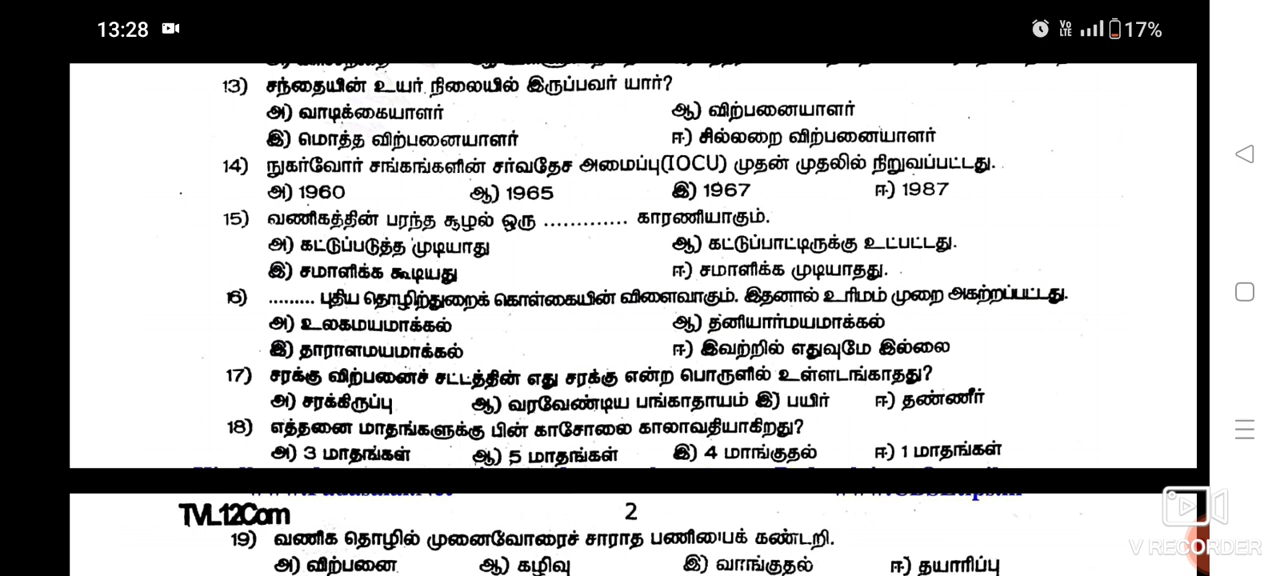 13:28
17%
13) சந்தையின் உயர் நிலையில் இருப்பவர் யார்?
அ) வாடிக்கையாளர் ஆ) விற்பனையாளர்
இ) மொத்த விற்பனையாளர் ஈ) சில்லறை விற்பனையாளர்
14) நுகர்வோர் சங்கங்களின் சர்வதேச அமைப்பு(IOCU) முதன் முதலில் நிறுவப்பட்டது.
அ) 1960 ஆ) 1965 இ) 1967 ஈ) 1987
15) வணிகத்தின் பரந்த சூழல் ஒரு ............. காரணியாகும்.
அ) கட்டுப்படுத்த முடியாது ஆ) கட்டுப்பாட்டிருக்கு உட்பட்டது.
இ) சமாளிக்க கூடியது ஈ) சமாளிக்க முடியாதது.
16) ......... புதிய தொழிற்துறைக் கொள்கையின் விளைவாகும். இதனால் உரிமம் முறை அகற்றப்பட்டது.
அ) உலகமயமாக்கல் ஆ) தனியார்மயமாக்கல்
இ) தாராளமயமாக்கல் ஈ) இவற்றில் எதுவுமே இல்லை
17) சரக்கு விற்பனைச் சட்டத்தின் எது சரக்கு என்ற பொருளில் உள்ளடங்காதது?
அ) சரக்கிருப்பு ஆ) வரவேண்டிய பங்காதாயம் இ) பயிர் ஈ) தண்ணீர்
18) எத்தனை மாதங்களுக்கு பின் காசோலை காலாவதியாகிறது?
அ) 3 மாதங்கள் ஆ) 5 மாதங்கள் இ) 4 மாங்குதல் ஈ) 1 மாதங்கள்
TVL12Com 2
19) வணிக தொழில் முனைவோரைச் சாராத பணியைக் கண்டறி.
அ) விற்பனை ஆ) கழிவு இ) வாங்குதல் ஈ) தயாரிப்பு
V RECORDER